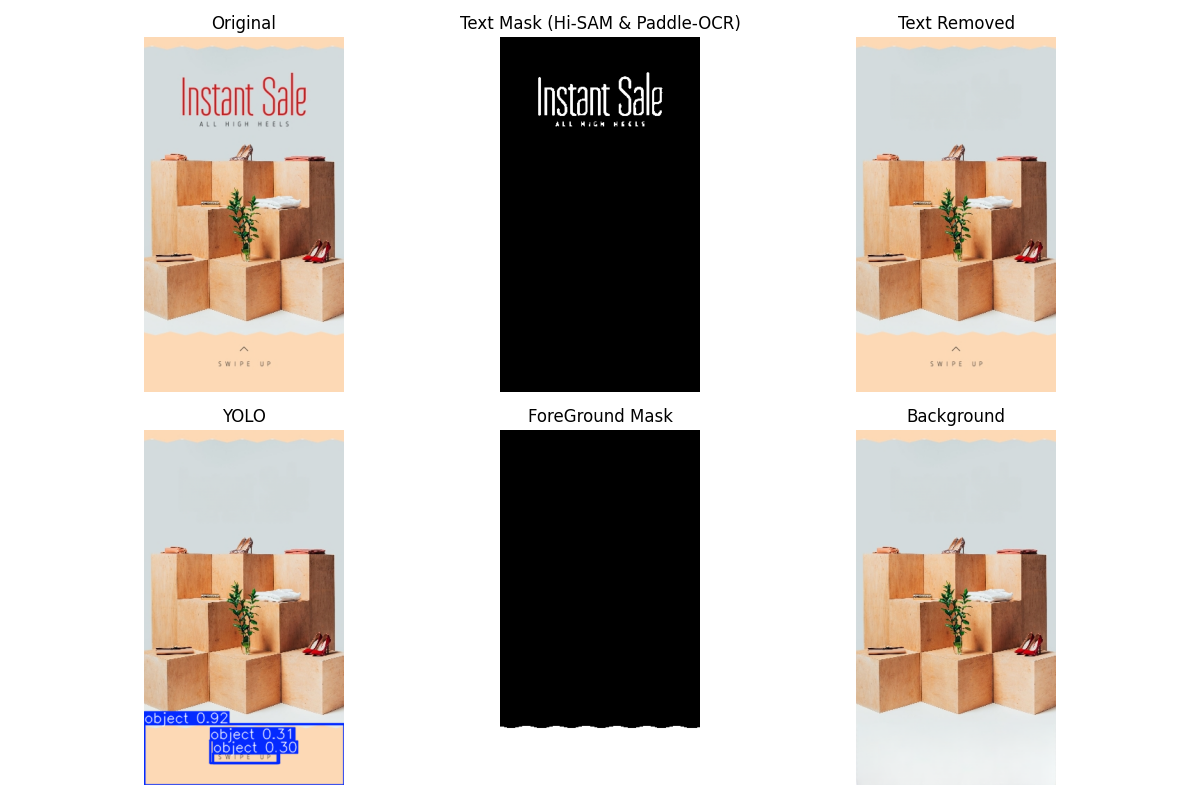 Original
Text Mask (Hi-SAM & Paddle-OCR)
Text Removed
Instant Sale
ALL HIGH HEELS
Instant Sale
ALL HIGH HEELS
SWIPE UP
SWIPE UP
YOLO
ForeGround Mask
Background
object 0.92
object 0.31
object 0.30
SWIPE UP